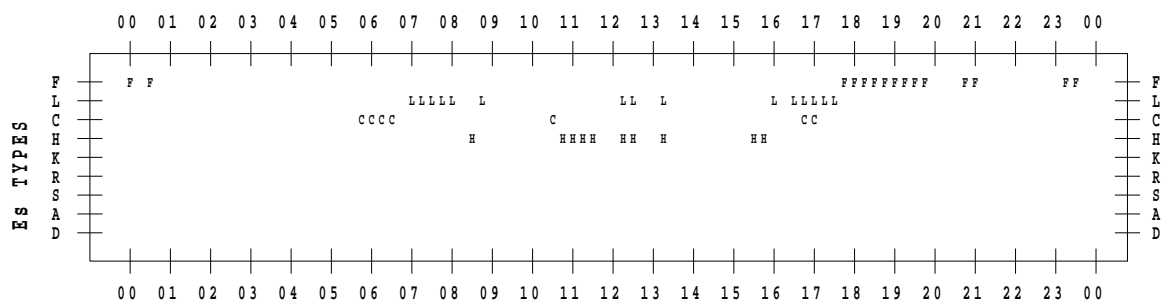 00 01 02 03 04 05 06 07 08 09 10 11 12 13 14 15 16 17 18 19 20 21 22 23 00
F F F FFFFFFFFF FF FF F
L LLLLL L LL L L LLLLL L
C CCCC C CC C
H H HHHH HH H HH H
K K
R R
S S
A A
D D
Es TYPES
00 01 02 03 04 05 06 07 08 09 10 11 12 13 14 15 16 17 18 19 20 21 22 23 00